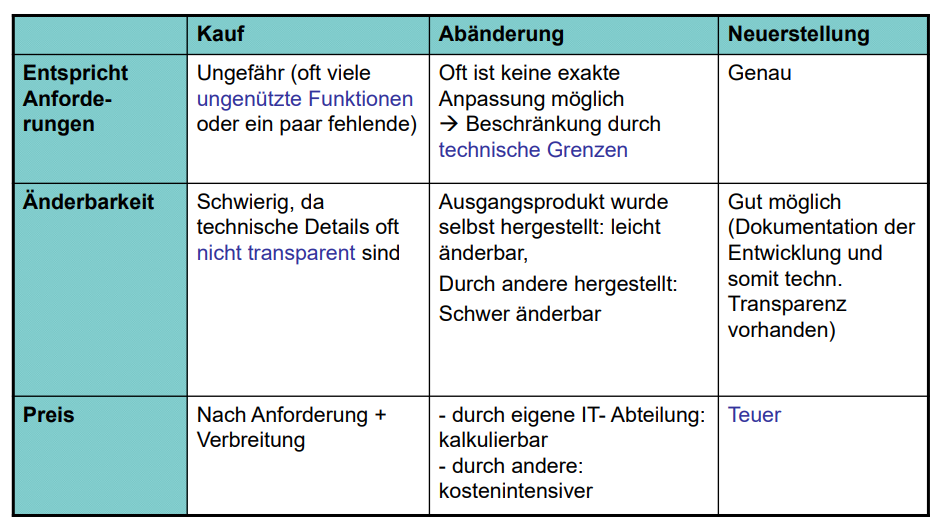 Kauf
Abänderung
Neuerstellung
Entspricht
Anforde-
rungen
Ungefähr (oft viele
ungenützte Funktionen
oder ein paar fehlende)
Oft ist keine exakte
Anpassung möglich
→ Beschränkung durch
technische Grenzen
Genau
Änderbarkeit
Schwierig, da
technische Details oft
nicht transparent sind
Ausgangsprodukt wurde
selbst hergestellt: leicht
änderbar,
Durch andere hergestellt:
Schwer änderbar
Gut möglich
(Dokumentation der
Entwicklung und
somit techn.
Transparenz
vorhanden)
Preis
Nach Anforderung +
Verbreitung
- durch eigene IT- Abteilung:
kalkulierbar
- durch andere:
kostenintensiver
Teuer